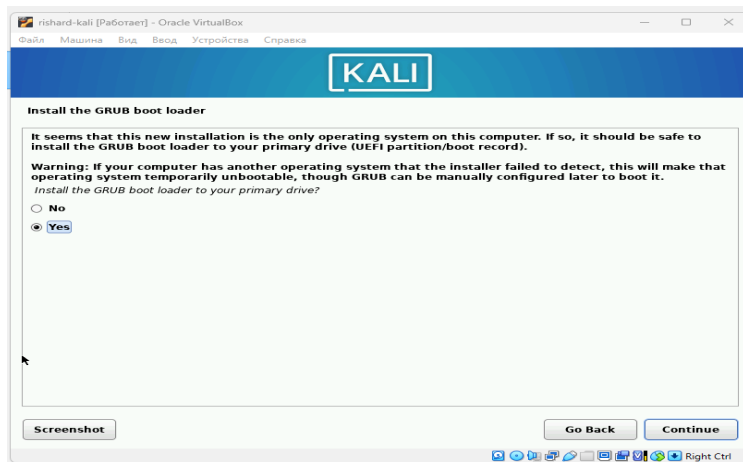 rishard-kali [Работает] - Oracle VirtualBox
Файл Машина Вид Ввод Устройства Справка
KALI
Install the GRUB boot loader
It seems that this new installation is the only operating system on this computer. If so, it should be safe to
install the GRUB boot loader to your primary drive (UEFI partition/boot record).
Warning: If your computer has another operating system that the installer failed to detect, this will make that
operating system temporarily unbootable, though GRUB can be manually configured later to boot it.
Install the GRUB boot loader to your primary drive?
No
Yes
Screenshot Go Back Continue
Right Ctrl